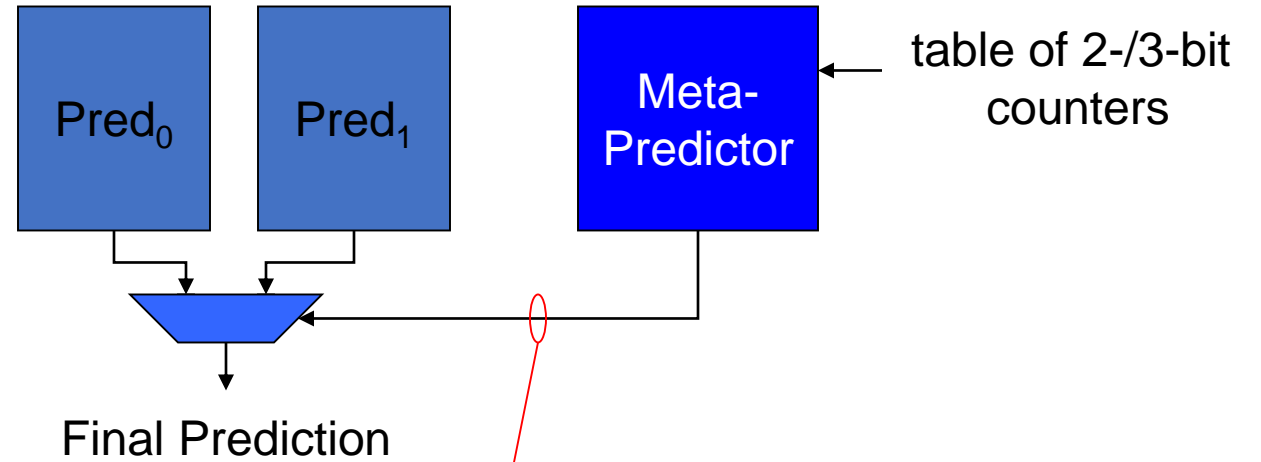 Pred₀
Pred₁
Meta-
Predictor
table of 2-/3-bit
counters
Final Prediction